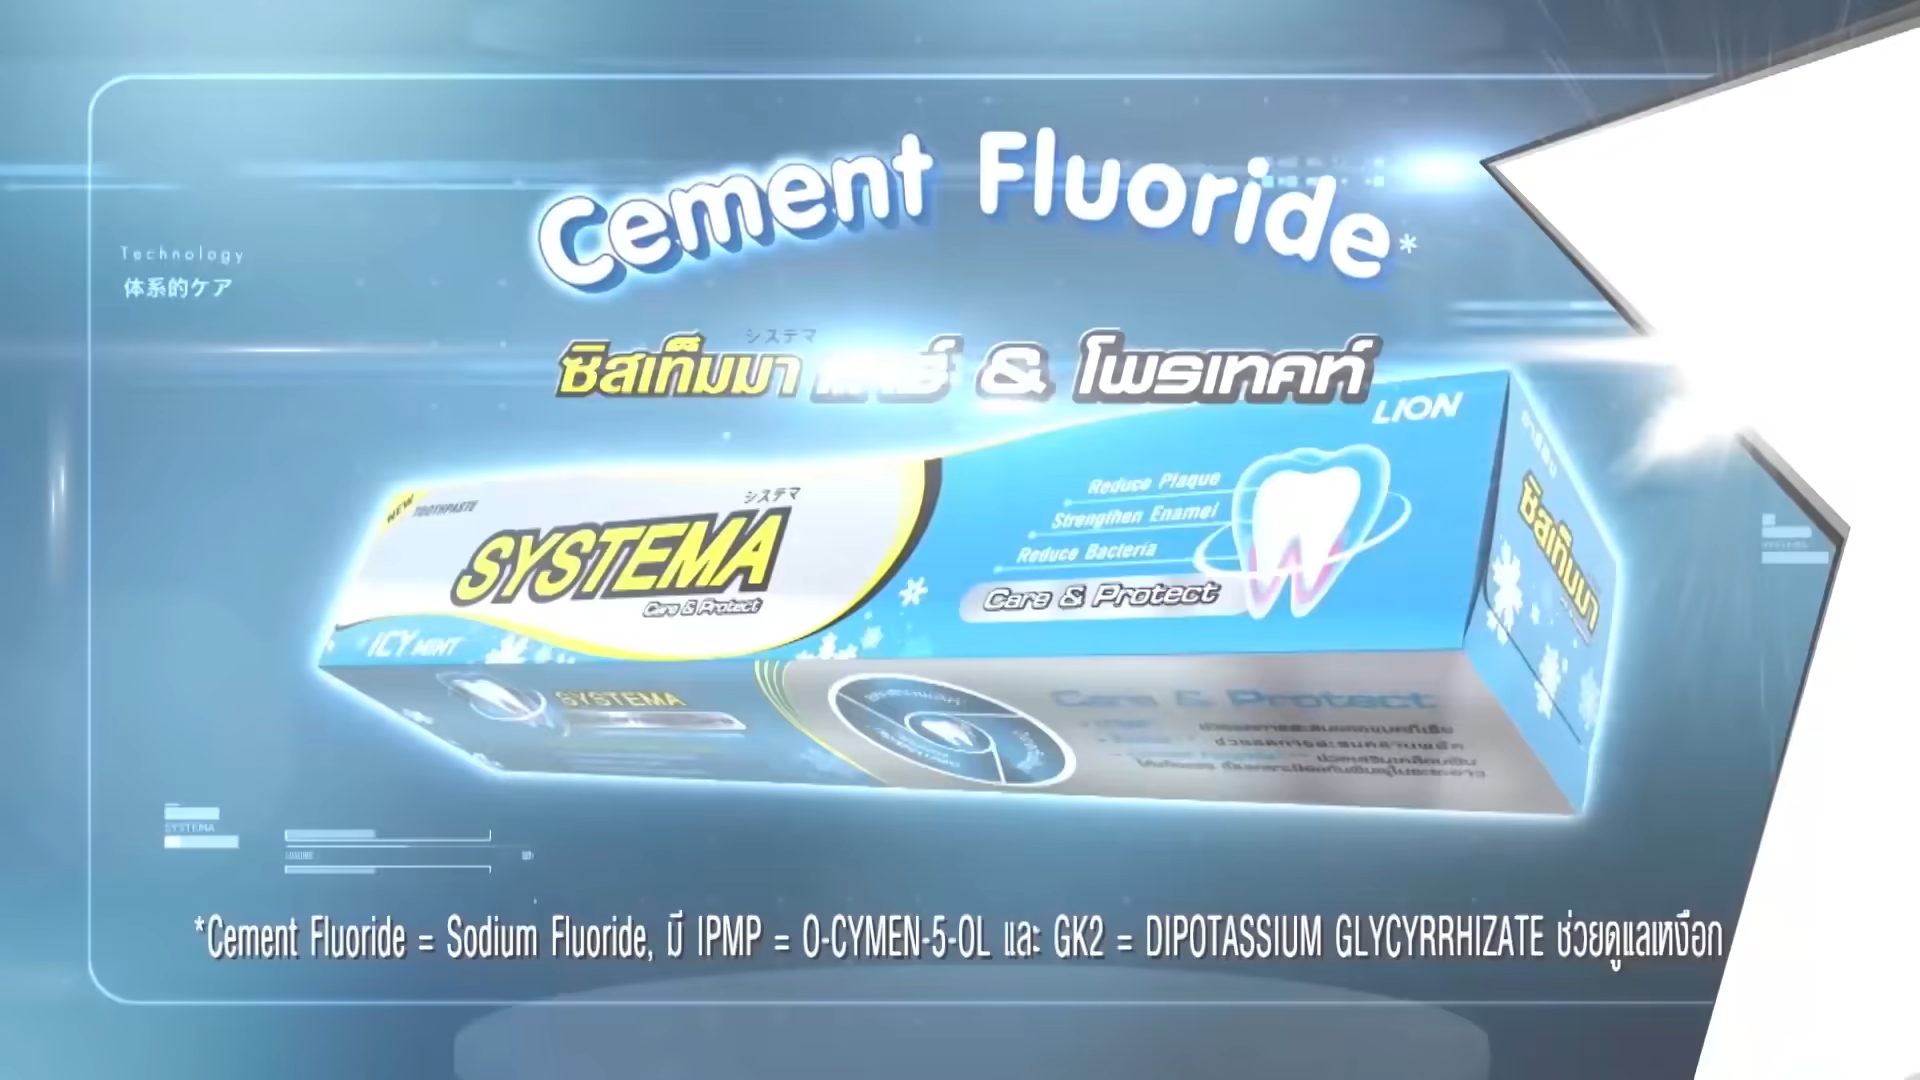 Cement Fluoride*
Technology
体系的ケア
システマ
ซิสเท็มมา แคร์ & โพรเทคท์
LION
NEW TOOTHPASTE
システマ
SYSTEMA
Care & Protect
ICY MINT
Reduce Plaque
Strengthen Enamel
Reduce Bacteria
Care & Protect
ซิสเท็มมา
SYSTEMA
Care & Protect
SYSTEMA
LOADING
*Cement Fluoride = Sodium Fluoride, มี IPMP = O-CYMEN-5-OL และ GK2 = DIPOTASSIUM GLYCYRRHIZATE ช่วยดูแลเหงือก